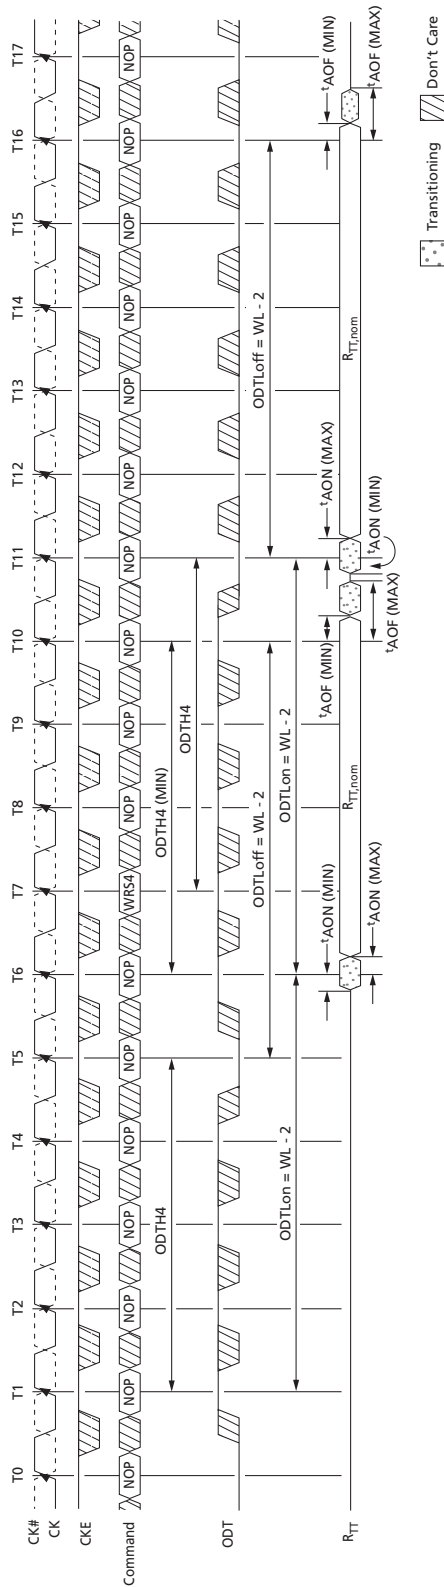 T0 T1 T2 T3 T4 T5 T6 T7 T8 T9 T10 T11 T12 T13 T14 T15 T16 T17
CK#
CK
CKE
Command NOP NOP NOP NOP NOP NOP NOP WRS4 NOP NOP NOP NOP NOP NOP NOP NOP NOP NOP
ODTH4 ODTH4 (MIN)
ODTH4
ODT
ODTLoff = WL - 2 ODTLoff = WL - 2
ODTLon = WL - 2 ODTLon = WL - 2
tAON (MIN) tAOF (MIN) tAON (MAX) tAOF (MIN)
RTT RTT,nom RTT,nom
tAON (MAX) tAOF (MAX) tAON (MIN) tAOF (MAX)
Transitioning Don't Care